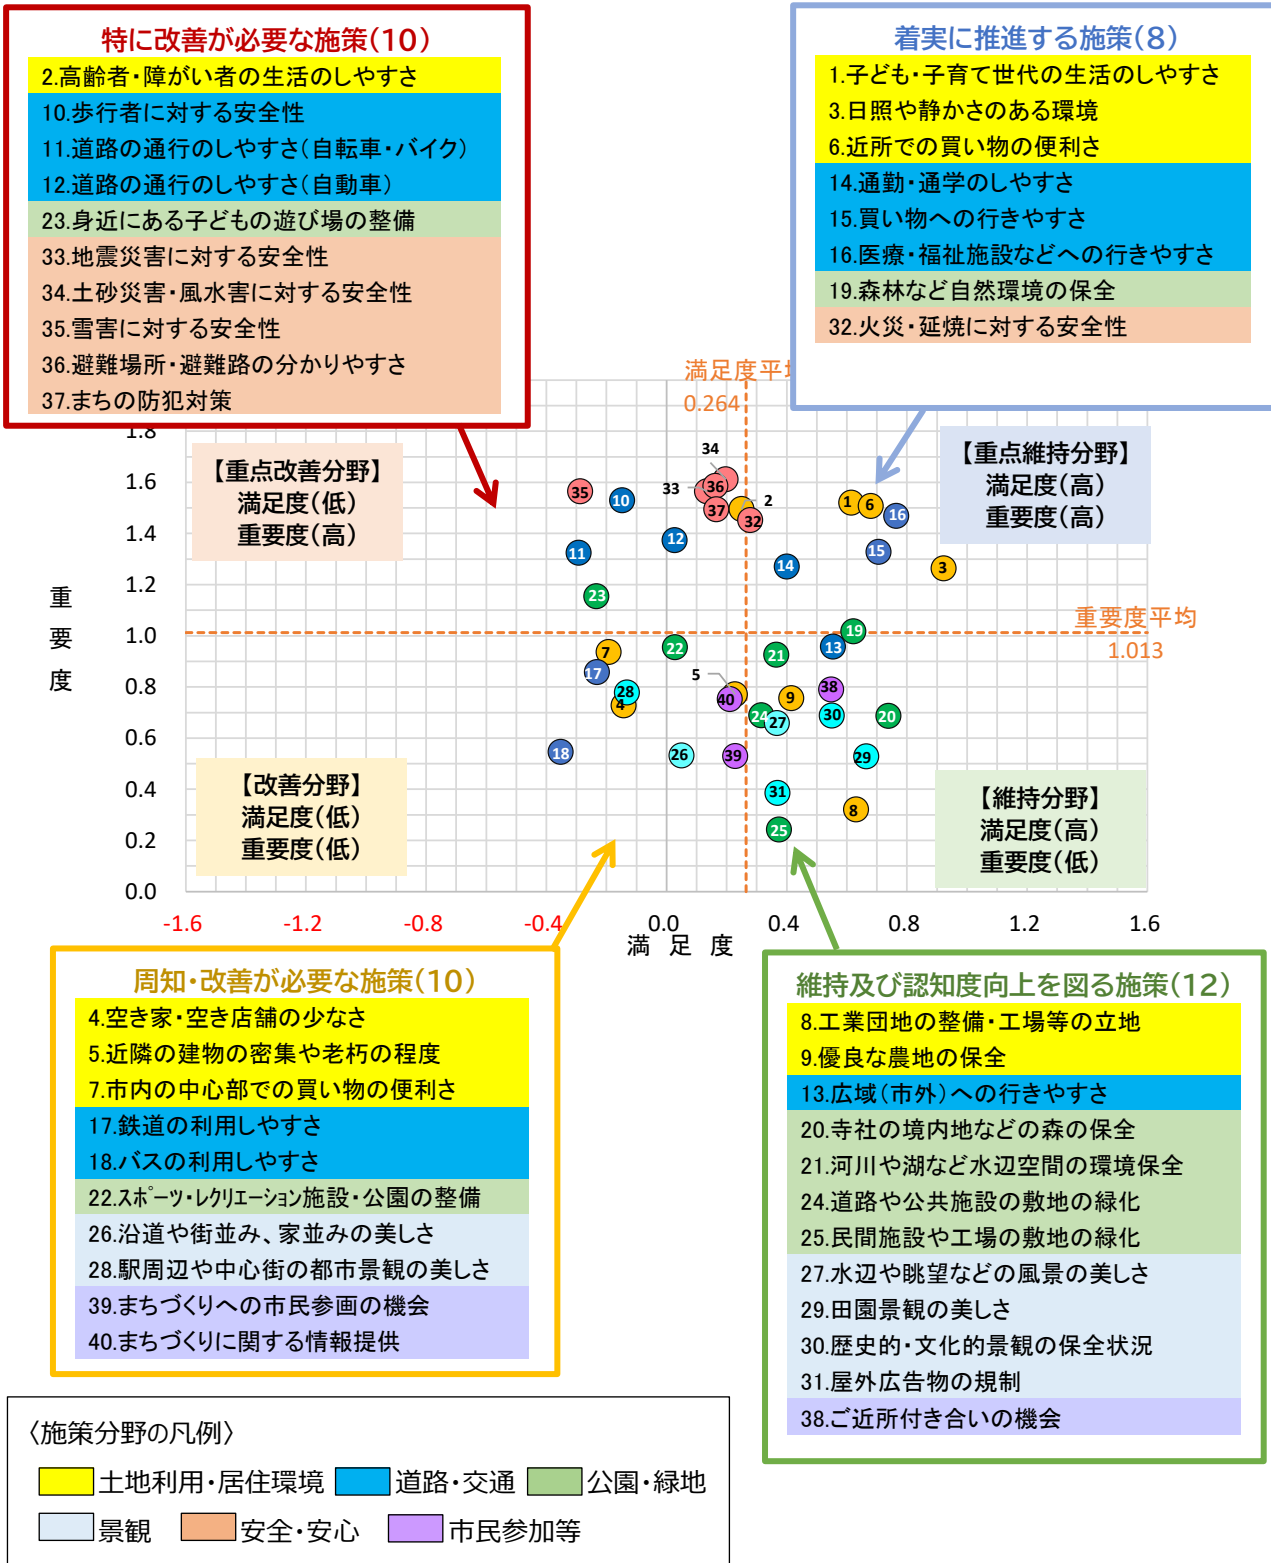 特に改善が必要な施策(10)
2.高齢者・障がい者の生活のしやすさ
10.歩行者に対する安全性
11.道路の通行のしやすさ(自転車・バイク)
12.道路の通行のしやすさ(自動車)
23.身近にある子どもの遊び場の整備
33.地震災害に対する安全性
34.土砂災害・風水害に対する安全性
35.雪害に対する安全性
36.避難場所・避難路の分かりやすさ
37.まちの防犯対策
着実に推進する施策(8)
1.子ども・子育て世代の生活のしやすさ
3.日照や静かさのある環境
6.近所での買い物の便利さ
14.通勤・通学のしやすさ
15.買い物への行きやすさ
16.医療・福祉施設などへの行きやすさ
19.森林など自然環境の保全
32.火災・延焼に対する安全性
満足度平
0.264
【重点改善分野】
満足度(低)
重要度(高)
【重点維持分野】
満足度(高)
重要度(高)
重要度平均
1.013
【改善分野】
満足度(低)
重要度(低)
【維持分野】
満足度(高)
重要度(低)
重要度
1.8
1.6
1.4
1.2
1.0
0.8
0.6
0.4
0.2
0.0
34
33
36
2
35
10
37
32
1
6
16
12
15
11
14
3
23
19
13
7
22
21
17
5
28
4
40
9
38
24
27
30
20
18
26
39
29
31
8
25
-1.6
-1.2
-0.8
-0.4
0.0
0.4
0.8
1.2
1.6
満足度
周知・改善が必要な施策(10)
4.空き家・空き店舗の少なさ
5.近隣の建物の密集や老朽の程度
7.市内の中心部での買い物の便利さ
17.鉄道の利用しやすさ
18.バスの利用しやすさ
22.ｽﾎﾟｰﾂ・ﾚｸﾘｴｰｼｮﾝ施設・公園の整備
26.沿道や街並み、家並みの美しさ
28.駅周辺や中心街の都市景観の美しさ
39.まちづくりへの市民参画の機会
40.まちづくりに関する情報提供
維持及び認知度向上を図る施策(12)
8.工業団地の整備・工場等の立地
9.優良な農地の保全
13.広域(市外)への行きやすさ
20.寺社の境内地などの森の保全
21.河川や湖など水辺空間の環境保全
24.道路や公共施設の敷地の緑化
25.民間施設や工場の敷地の緑化
27.水辺や眺望などの風景の美しさ
29.田園景観の美しさ
30.歴史的・文化的景観の保全状況
31.屋外広告物の規制
38.ご近所付き合いの機会
〈施策分野の凡例〉
土地利用・居住環境
道路・交通
公園・緑地
景観
安全・安心
市民参加等